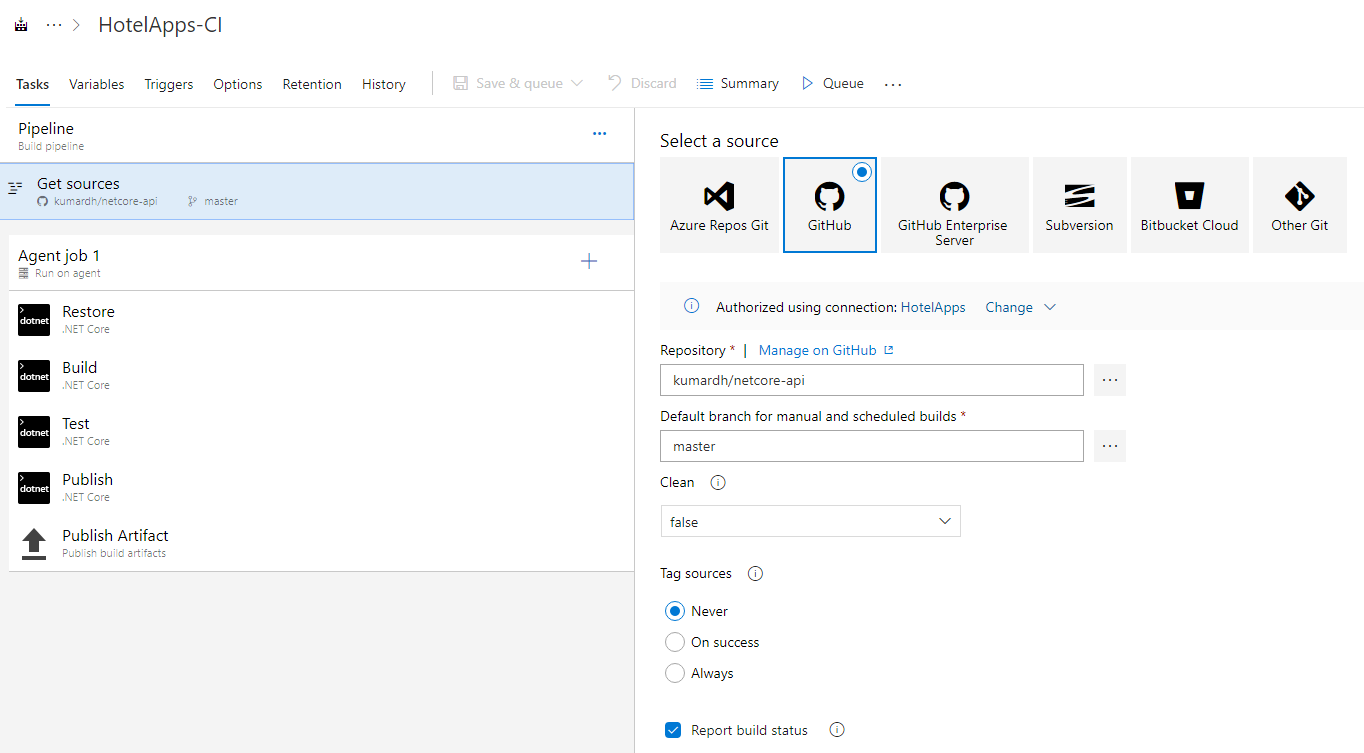 HotelApps-CI
Tasks Variables Triggers Options Retention History Save & queue Discard Summary Queue ...
Pipeline
Build pipeline
Get sources
kumardh/netcore-api master
Agent job 1
Run on agent
dotnet Restore
.NET Core
dotnet Build
.NET Core
dotnet Test
.NET Core
dotnet Publish
.NET Core
Publish Artifact
Publish build artifacts
Select a source
Azure Repos Git
GitHub
GitHub Enterprise
Server
Subversion
Bitbucket Cloud
Other Git
Authorized using connection: HotelApps Change
Repository * | Manage on GitHub
kumardh/netcore-api
Default branch for manual and scheduled builds *
master
Clean
false
Tag sources
Never
On success
Always
Report build status